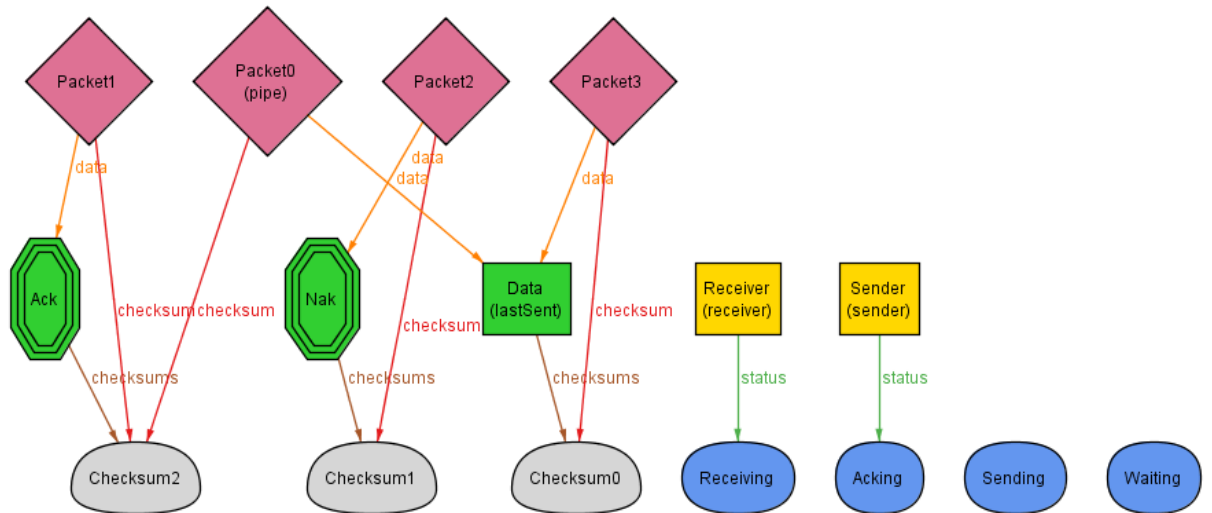 Packet1
Packet0
(pipe)
Packet2
Packet3
data
data
data
data
Ack
Nak
Data
(lastSent)
Receiver
(receiver)
Sender
(sender)
checksum
checksum
checksum
checksum
checksums
checksums
checksums
status
status
Checksum2
Checksum1
Checksum0
Receiving
Acking
Sending
Waiting